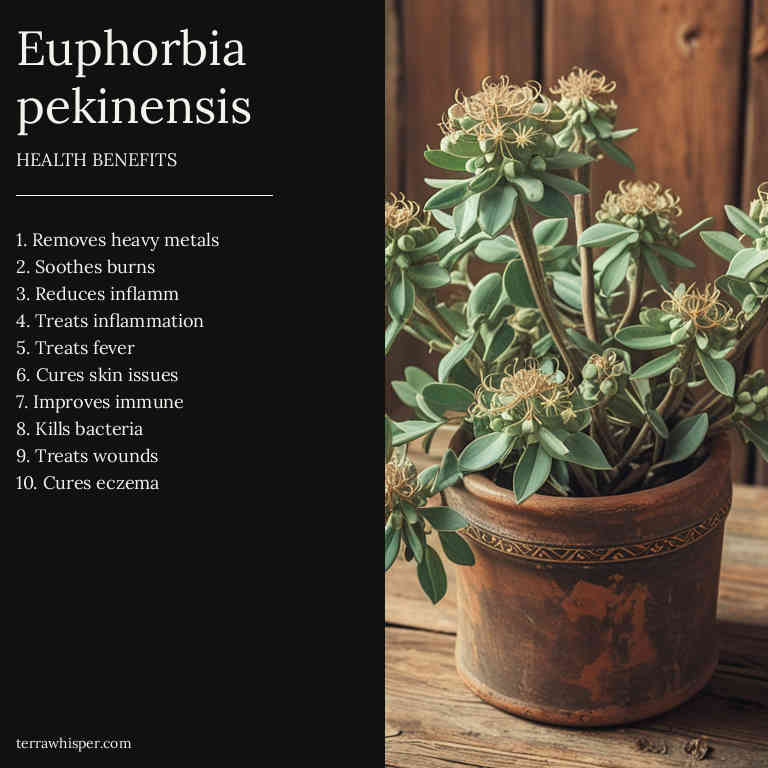 Euphorbia
pekinensis
HEALTH BENEFITS
1. Removes heavy metals
2. Soothes burns
3. Reduces inflamm
4. Treats inflammation
5. Treats fever
6. Cures skin issues
7. Improves immune
8. Kills bacteria
9. Treats wounds
10. Cures eczema
terrawhisper.com